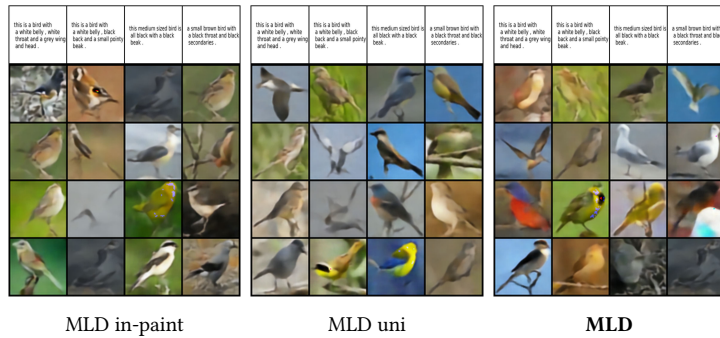 this is a bird with
a white belly , white
throat and a grey wing
and head .
this is a bird with
a white belly , black
back and a small pointy
beak .
this medium sized bird is
all black with a black
beak .
a small brown bird with
a black throat and black
secondaries .
this is a bird with
a white belly , white
throat and a grey wing
and head .
this is a bird with
a white belly , black
back and a small pointy
beak .
this medium sized bird is
all black with a black
beak .
a small brown bird with
a black throat and black
secondaries .
this is a bird with
a white belly , white
throat and a grey wing
and head .
this is a bird with
a white belly , black
back and a small pointy
beak .
this medium sized bird is
all black with a black
beak .
a small brown bird with
a black throat and black
secondaries .
MLD in-paint
MLD uni
MLD